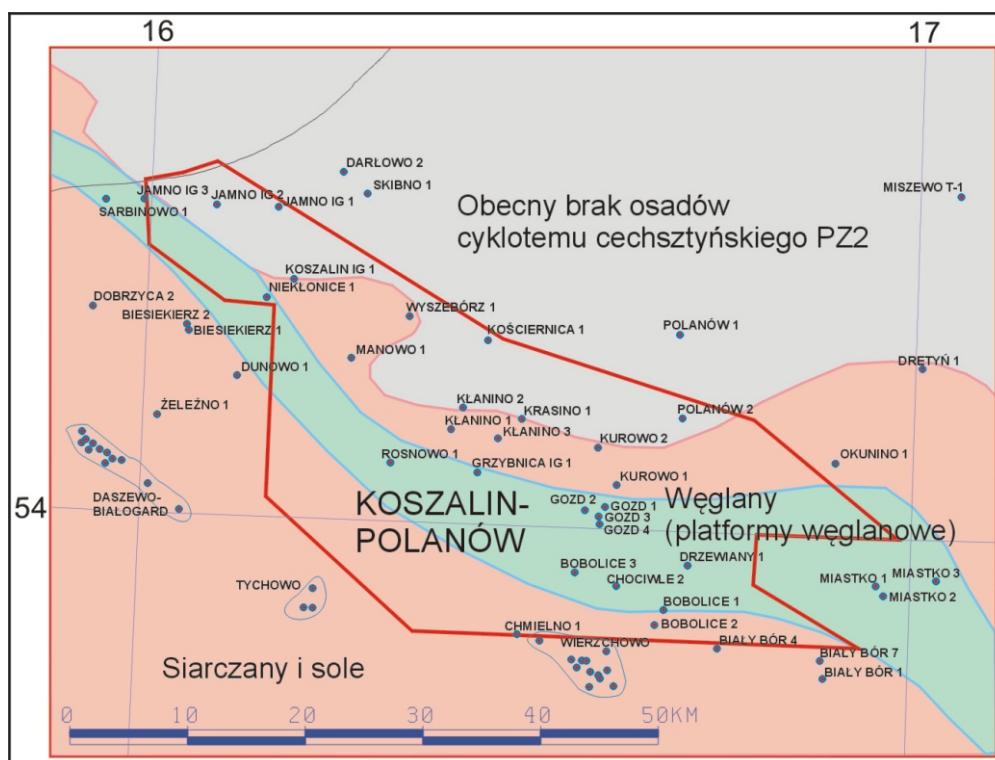 16
17
DARŁOWO 2
SKIBNO 1
JAMNO IG 3
JAMNO IG 2
JAMNO IG 1
SARBINOWO 1
MISZEWO T-1
Obecny brak osadów
cyklotemu cechsztyńskiego PZ2
KOSZALIN IG 1
NIEKŁONICE 1
DOBRZYCA 2
BIESIEKIERZ 2
BIESIEKIERZ 1
WYSZEBÓRZ 1
KOŚCIERNICA 1
POLANÓW 1
MANOWO 1
DUNOWO 1
DRETYŃ 1
ŻELEŹNO 1
KŁANINO 2
KRASINO 1
POLANÓW 2
KŁANINO 1
KŁANINO 3
KUROWO 2
ROSNOWO 1
GRZYBNICA IG 1
OKUNINO 1
KUROWO 1
DASZEWO-
BIAŁOGARD
54
KOSZALIN-
POLANÓW
GOZD 2
GOZD 1
GOZD 3
GOZD 4
Węglany
(platformy węglanowe)
DRZEWIANY 1
BOBOLICE 3
CHOCIWLE 2
MIASTKO 1
MIASTKO 3
MIASTKO 2
TYCHOWO
BOBOLICE 1
BOBOLICE 2
CHMIELNO 1
WIERZCHOWO
BIAŁY BÓR 4
BIAŁY BÓR 7
BIAŁY BÓR 1
Siarczany i sole
0 10 20 30 40 50KM